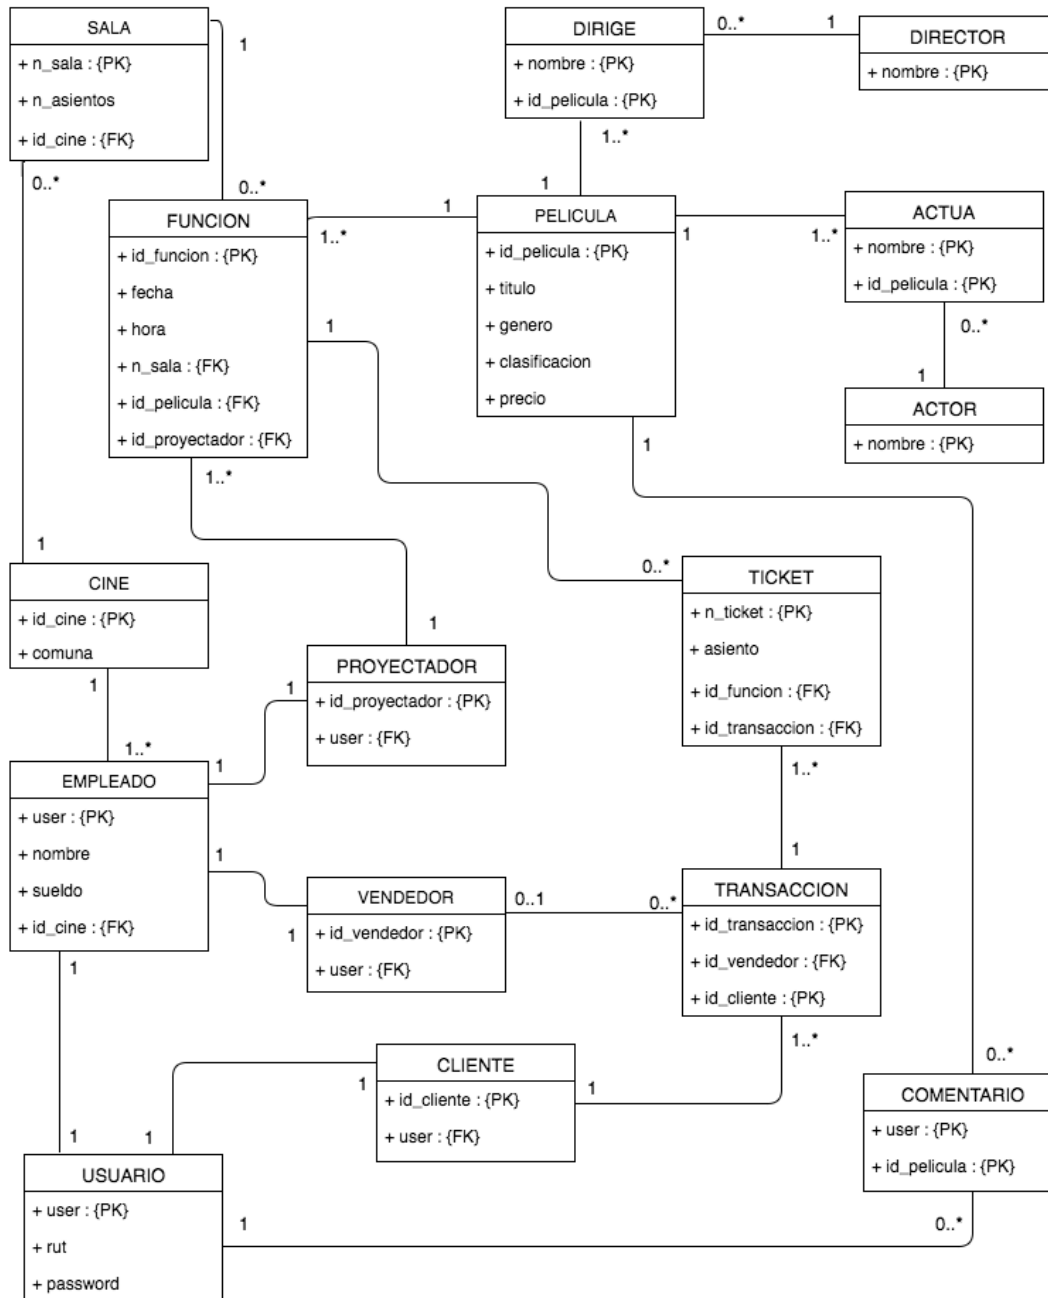 SALA
+ n_sala : {PK}
+ n_asientos
+ id_cine : {FK}
1
0..*
0..*
DIRIGE
+ nombre : {PK}
+ id_pelicula : {PK}
0..*
1
1..*
DIRECTOR
+ nombre : {PK}
FUNCION
+ id_funcion : {PK}
+ fecha
+ hora
+ n_sala : {FK}
+ id_pelicula : {FK}
+ id_proyectador : {FK}
1..*
1
1
1..*
1
PELICULA
+ id_pelicula : {PK}
+ titulo
+ genero
+ clasificacion
+ precio
1
1..*
1
ACTUA
+ nombre : {PK}
+ id_pelicula : {PK}
0..*
1
ACTOR
+ nombre : {PK}
1
CINE
+ id_cine : {PK}
+ comuna
1
1..*
1
PROYECTADOR
+ id_proyectador : {PK}
+ user : {FK}
1
1
0..*
TICKET
+ n_ticket : {PK}
+ asiento
+ id_funcion : {FK}
+ id_transaccion : {FK}
1..*
1
EMPLEADO
+ user : {PK}
+ nombre
+ sueldo
+ id_cine : {FK}
1
1
1
VENDEDOR
+ id_vendedor : {PK}
+ user : {FK}
0..1
0..*
TRANSACCION
+ id_transaccion : {PK}
+ id_vendedor : {FK}
+ id_cliente : {PK}
1..*
CLIENTE
+ id_cliente : {PK}
+ user : {FK}
1
1
0..*
COMENTARIO
+ user : {PK}
+ id_pelicula : {PK}
0..*
1
1
USUARIO
+ user : {PK}
+ rut
+ password
1